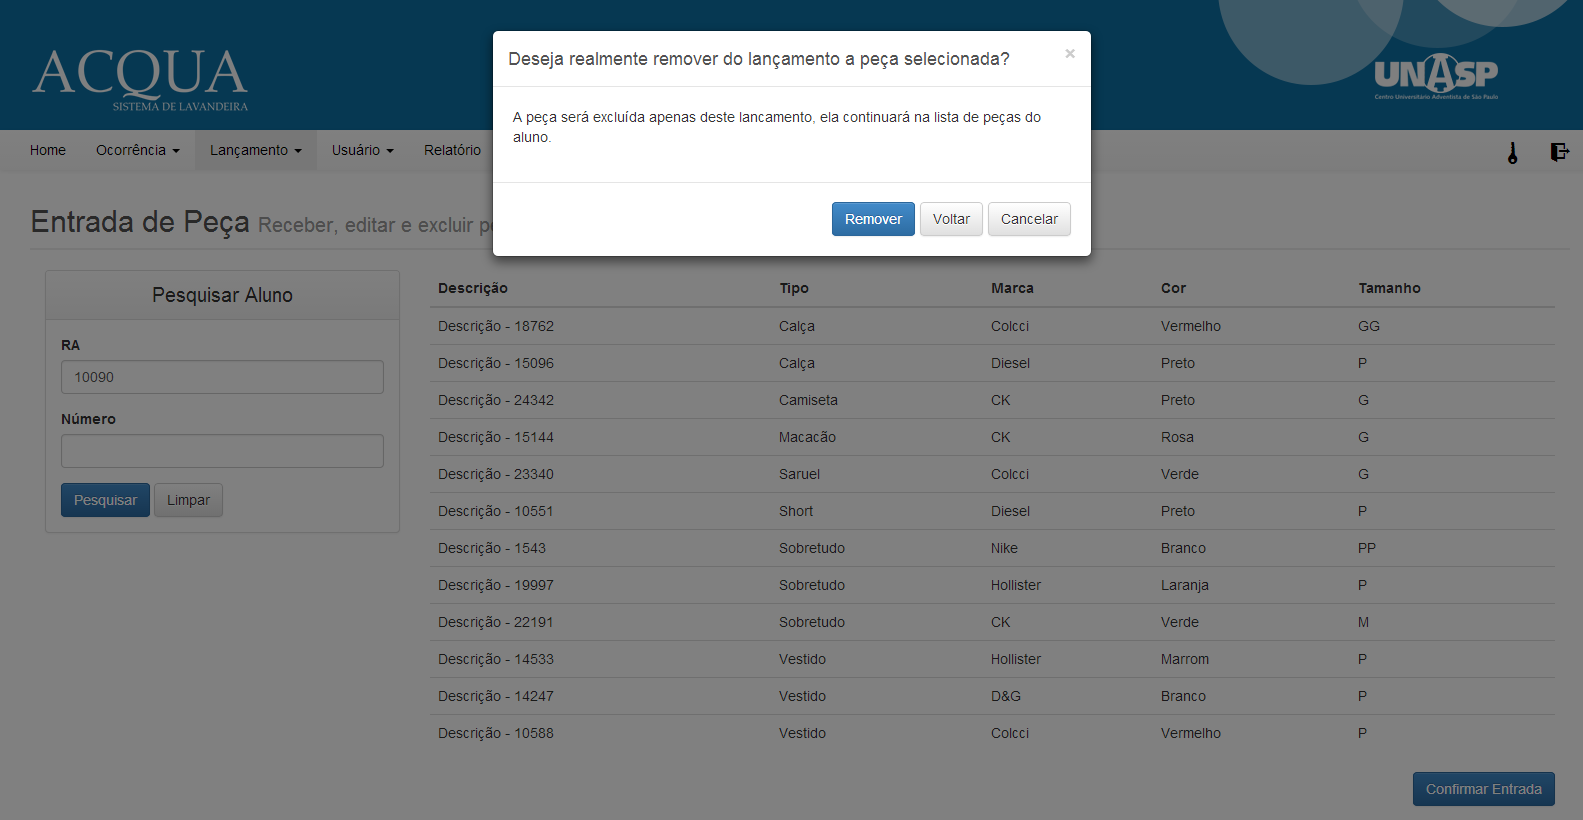 ACQUA
SISTEMA DE LAVANDEIRA
UNASP
Centro Universitário Adventista de São Paulo
Deseja realmente remover do lançamento a peça selecionada? ×
A peça será excluída apenas deste lancamento, ela continuará na lista de peças do
aluno.
Remover Voltar Cancelar
Home Ocorrência Lançamento Usuário Relatório
Entrada de Peça Receber, editar e excluir
Pesquisar Aluno
RA
10090
Número
Pesquisar Limpar
Descrição Tipo Marca Cor Tamanho
Descrição - 18762 Calça Colcci Vermelho GG
Descrição - 15096 Calça Diesel Preto P
Descrição - 24342 Camiseta CK Preto G
Descrição - 15144 Macacão CK Rosa G
Descrição - 23340 Saruel Colcci Verde G
Descrição - 10551 Short Diesel Preto P
Descrição - 1543 Sobretudo Nike Branco PP
Descrição - 19997 Sobretudo Hollister Laranja P
Descrição - 22191 Sobretudo CK Verde M
Descrição - 14533 Vestido Hollister Marrom P
Descrição - 14247 Vestido D&G Branco P
Descrição - 10588 Vestido Colcci Vermelho P
Confirmar Entrada